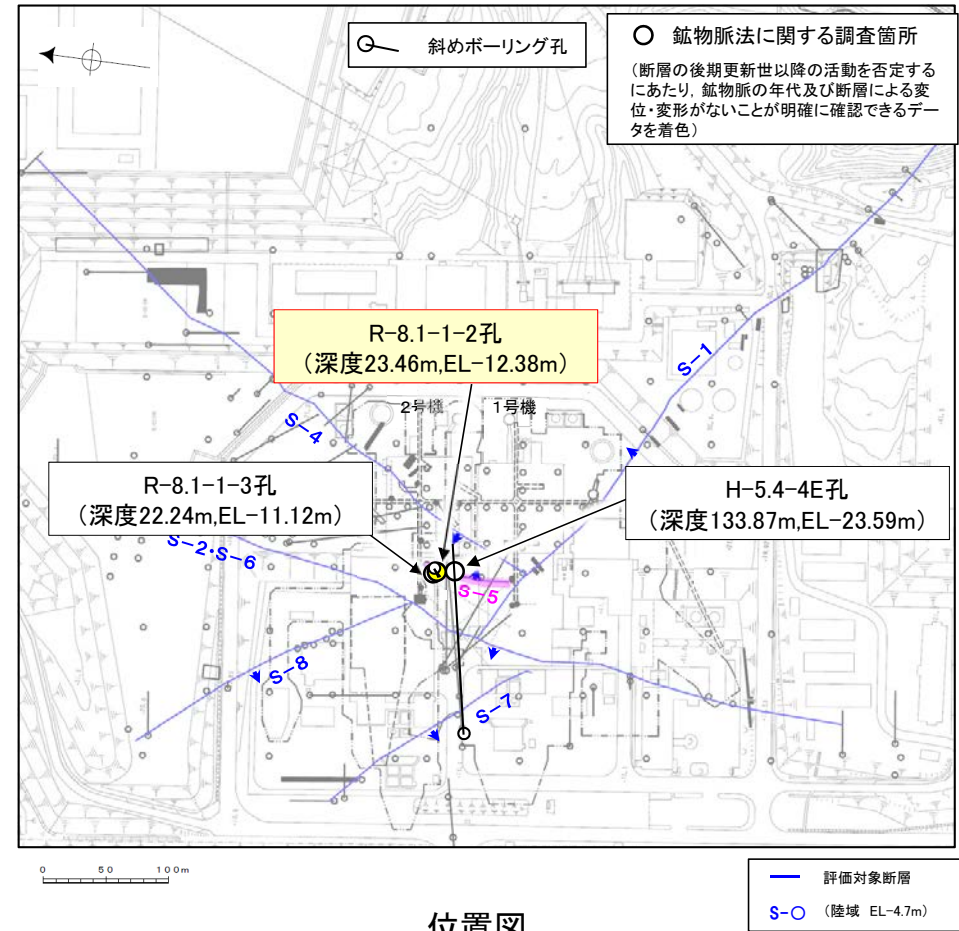 斜めボーリング孔
鉱物脈法に関する調査箇所
(断層の後期更新世以降の活動を否定する
にあたり, 鉱物脈の年代及び断層による変
位・変形がないことが明確に確認できるデー
タを着色)
R-8.1-1-2孔
(深度23.46m,EL-12.38m)
S-1
2号機
1号機
S-4
R-8.1-1-3孔
(深度22.24m,EL-11.12m)
H-5.4-4E孔
(深度133.87m,EL-23.59m)
S-2・S-6
S-5
S-8
S-7
0 50 100m
評価対象断層
S-○ (陸域 EL-4.7m)
位置図